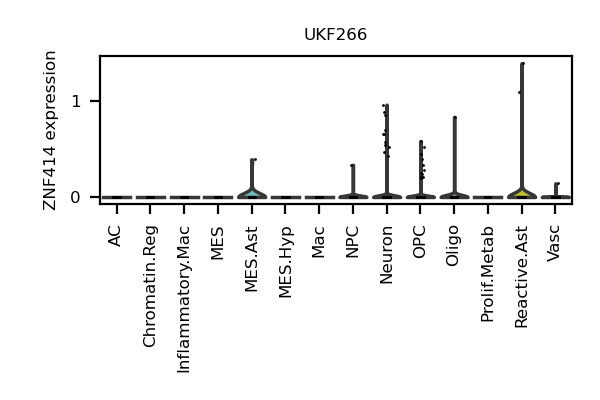 UKF266
ZNF414 expression
1
0
AC
Chromatin.Reg
Inflammatory.Mac
MES
MES.Ast
MES.Hyp
Mac
NPC
Neuron
OPC
Oligo
Prolif.Metab
Reactive.Ast
Vasc